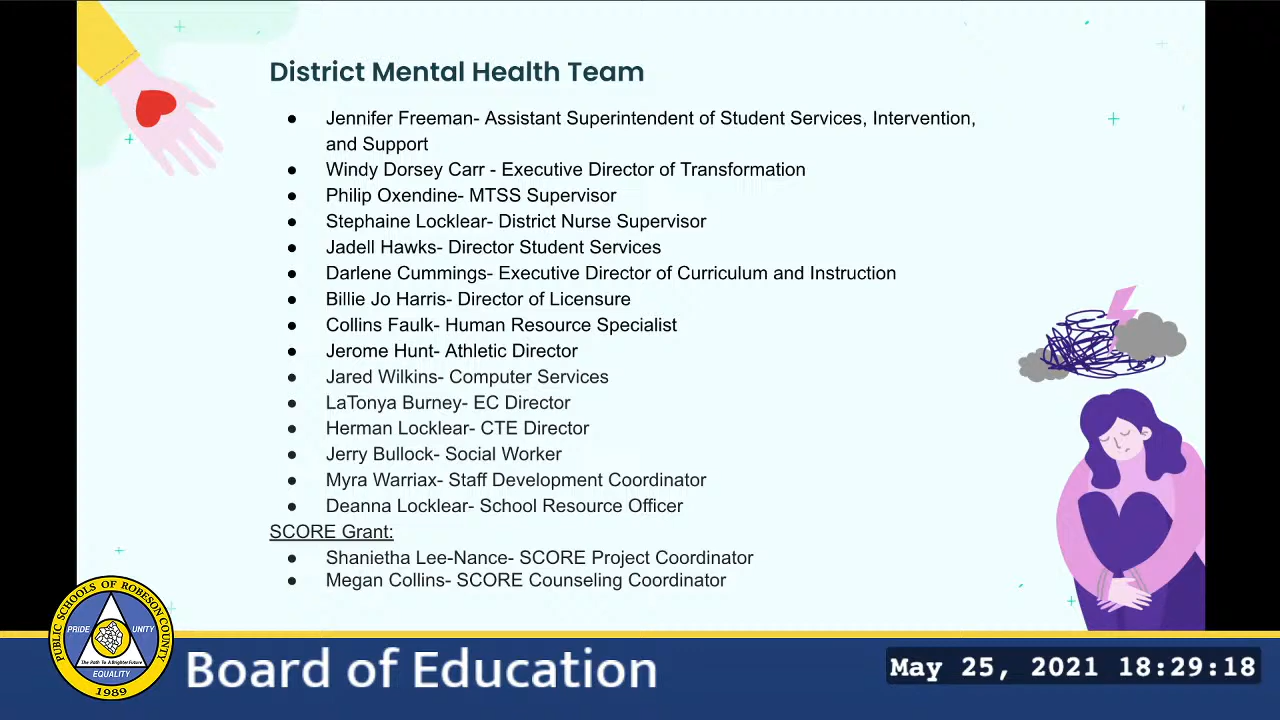 District Mental Health Team
● Jennifer Freeman- Assistant Superintendent of Student Services, Intervention,
and Support
● Windy Dorsey Carr - Executive Director of Transformation
● Philip Oxendine- MTSS Supervisor
● Stephaine Locklear- District Nurse Supervisor
● Jadell Hawks- Director Student Services
● Darlene Cummings- Executive Director of Curriculum and Instruction
● Billie Jo Harris- Director of Licensure
● Collins Faulk- Human Resource Specialist
● Jerome Hunt- Athletic Director
● Jared Wilkins- Computer Services
● LaTonya Burney- EC Director
● Herman Locklear- CTE Director
● Jerry Bullock- Social Worker
● Myra Warriax- Staff Development Coordinator
● Deanna Locklear- School Resource Officer
SCORE Grant:
● Shanietha Lee-Nance- SCORE Project Coordinator
● Megan Collins- SCORE Counseling Coordinator
PUBLIC SCHOOLS OF ROBESON COUNTY
PRIDE UNITY
The Path To A Brighter Future
EQUALITY
1989
Board of Education
May 25, 2021 18:29:18